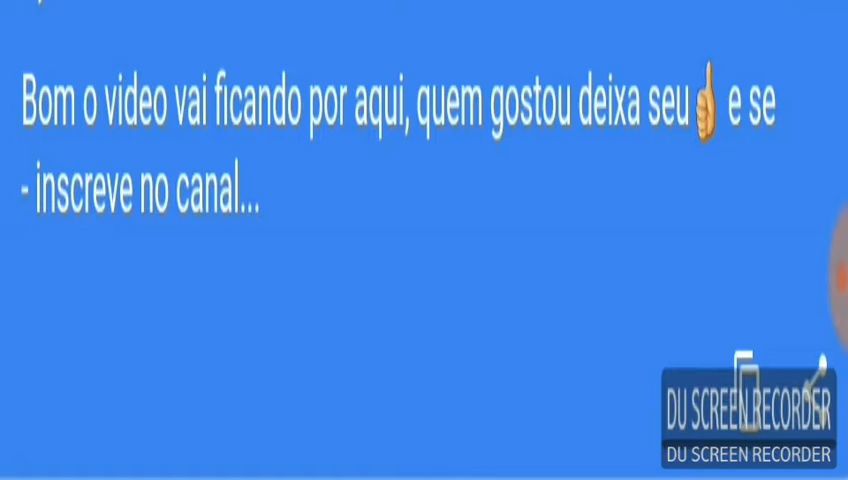 Bom o video vai ficando por aqui, quem gostou deixa seu👍 e se
- inscreve no canal...
DU SCREEN RECORDER
DU SCREEN RECORDER